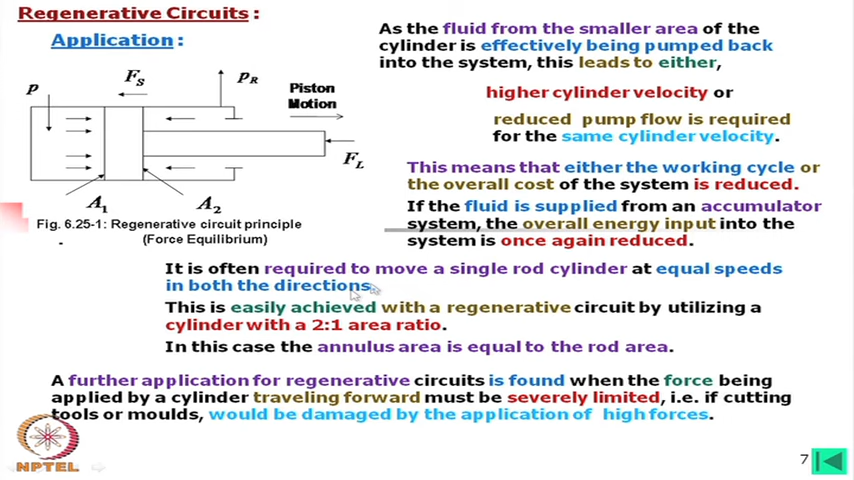 Regenerative Circuits :
Application :
As the fluid from the smaller area of the
cylinder is effectively being pumped back
into the system, this leads to either,
higher cylinder velocity or
reduced pump flow is required
for the same cylinder velocity.
This means that either the working cycle or
the overall cost of the system is reduced.
If the fluid is supplied from an accumulator
system, the overall energy input into the
system is once again reduced.
p
F_S
p_R
Piston
Motion
F_L
A_1
A_2
Fig. 6.25-1: Regenerative circuit principle
(Force Equilibrium)
It is often required to move a single rod cylinder at equal speeds
in both the directions.
This is easily achieved with a regenerative circuit by utilizing a
cylinder with a 2:1 area ratio.
In this case the annulus area is equal to the rod area.
A further application for regenerative circuits is found when the force being
applied by a cylinder traveling forward must be severely limited, i.e. if cutting
tools or moulds, would be damaged by the application of high forces.
NPTEL
7